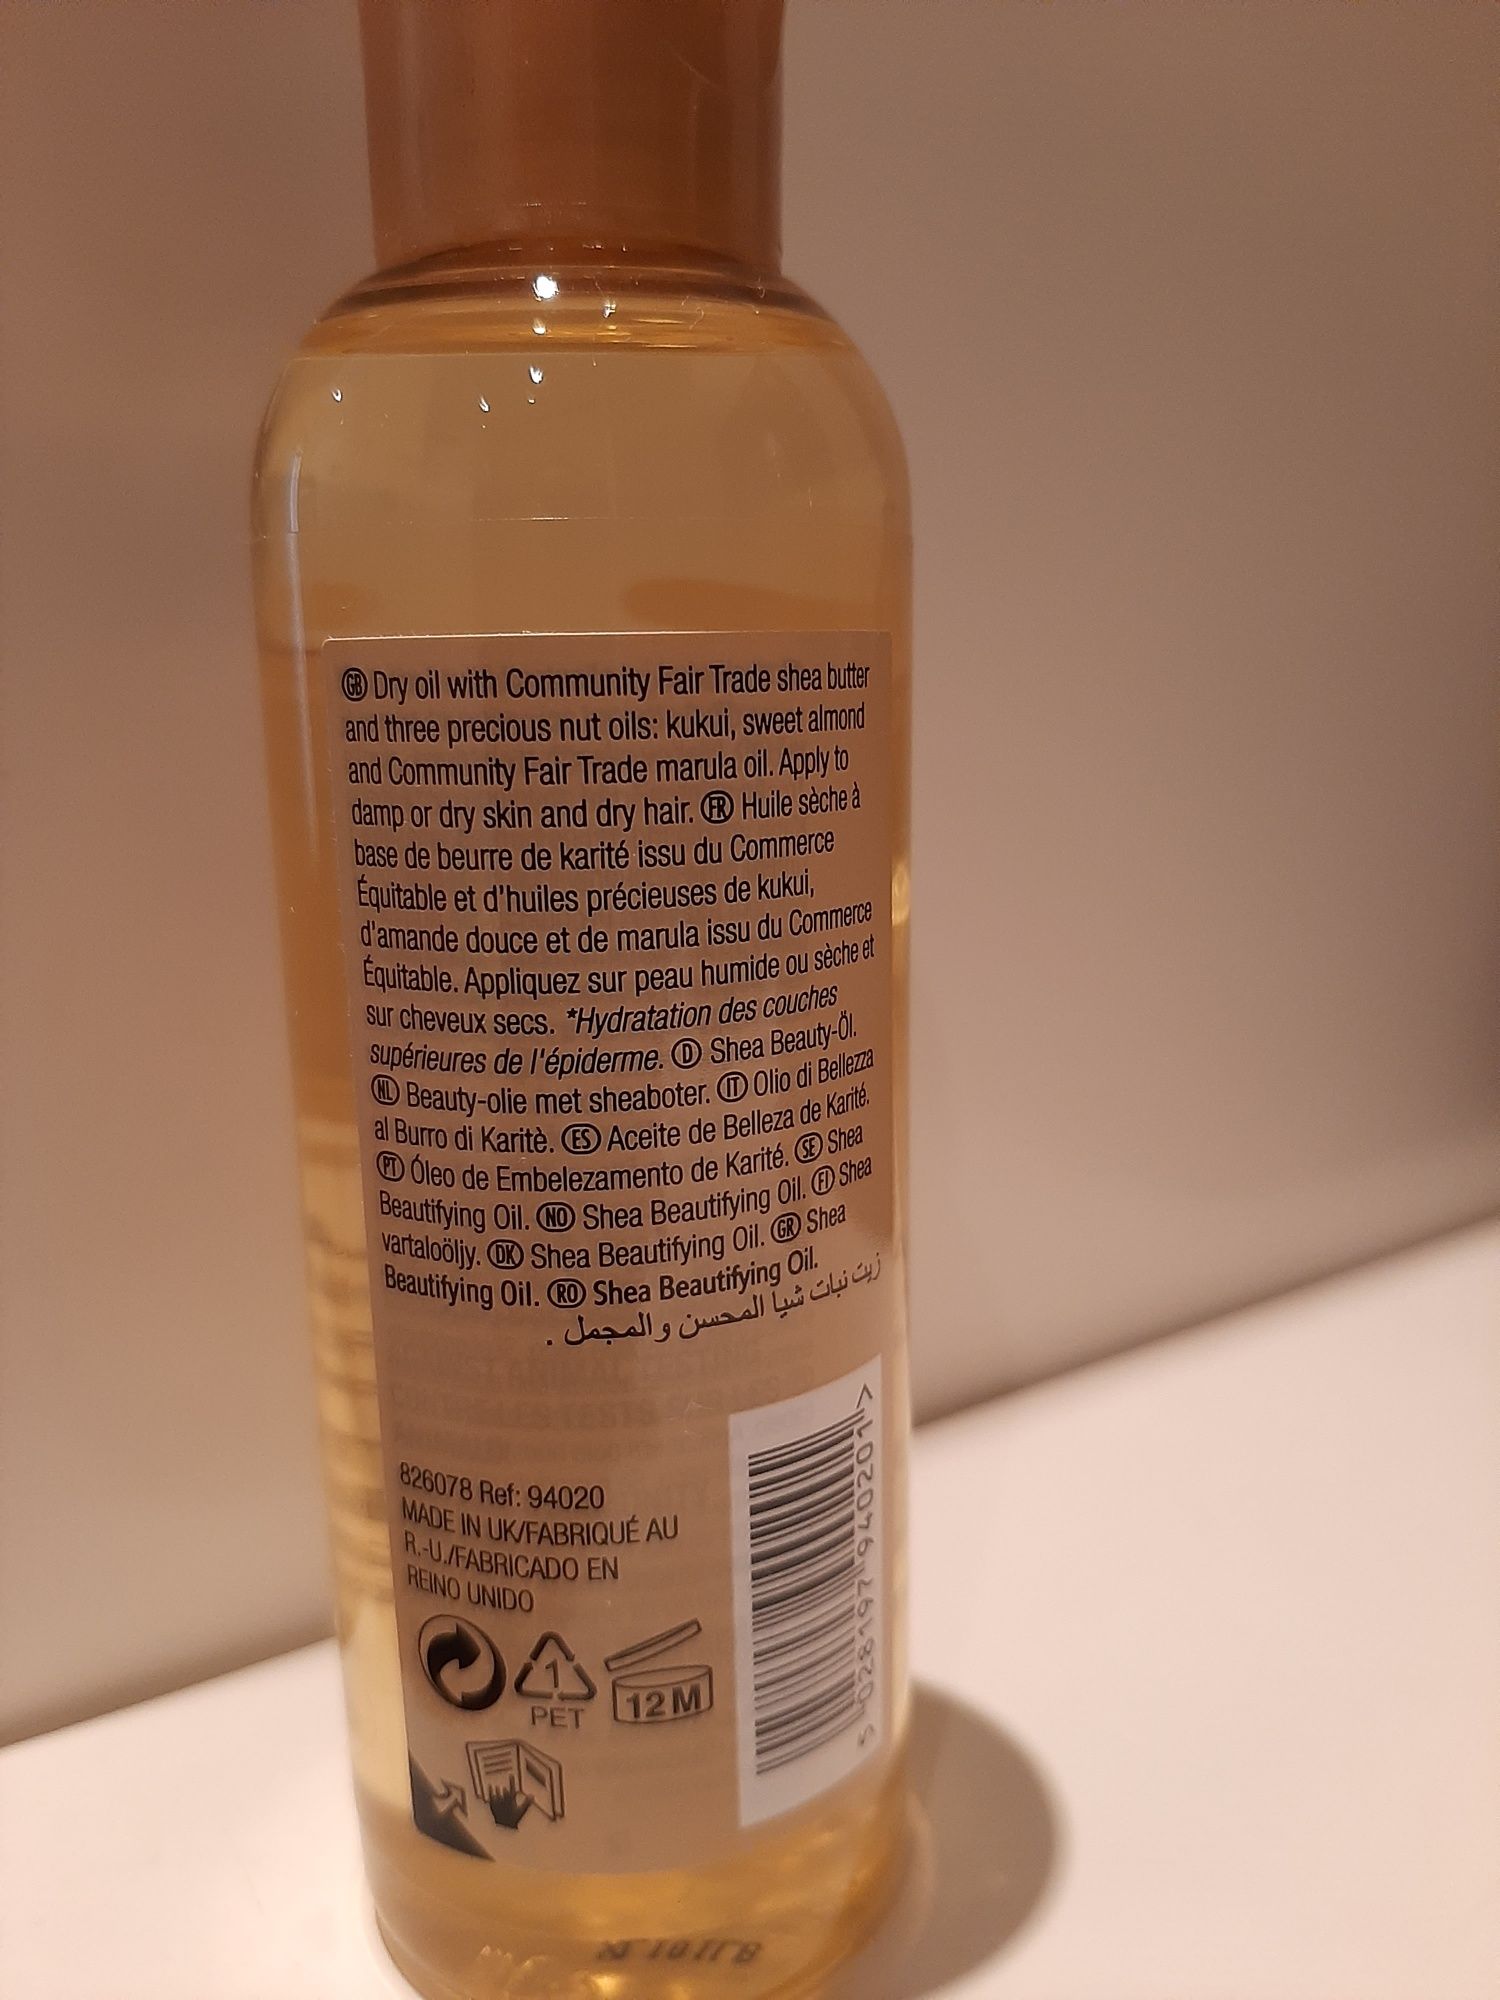 GB Dry oil with Community Fair Trade shea butter
and three precious nut oils: kukui, sweet almond
and Community Fair Trade marula oil. Apply to
damp or dry skin and dry hair. FR Huile sèche à
base de beurre de karité issu du Commerce
Équitable et d'huiles précieuses de kukui,
d'amande douce et de marula issu du Commerce
Équitable. Appliquez sur peau humide ou sèche et
sur cheveux secs. *Hydratation des couches
supérieures de l'épiderme. D Shea Beauty-Öl.
NL Beauty-olie met sheaboter. IT Olio di Bellezza
al Burro di Karitè. ES Aceite de Belleza de Karité.
PT Óleo de Embelezamento de Karité. SE Shea
Beautifying Oil. NO Shea Beautifying Oil. FI Shea
vartaloöljy. DK Shea Beautifying Oil. GR Shea
Beautifying Oil. RO Shea Beautifying Oil.
زيت نبات شيا المحسن والمجمل .
826078 Ref: 94020
MADE IN UK/FABRIQUÉ AU
R.-U./FABRICADO EN
REINO UNIDO
1
PET
12M
5 028197 940201 >